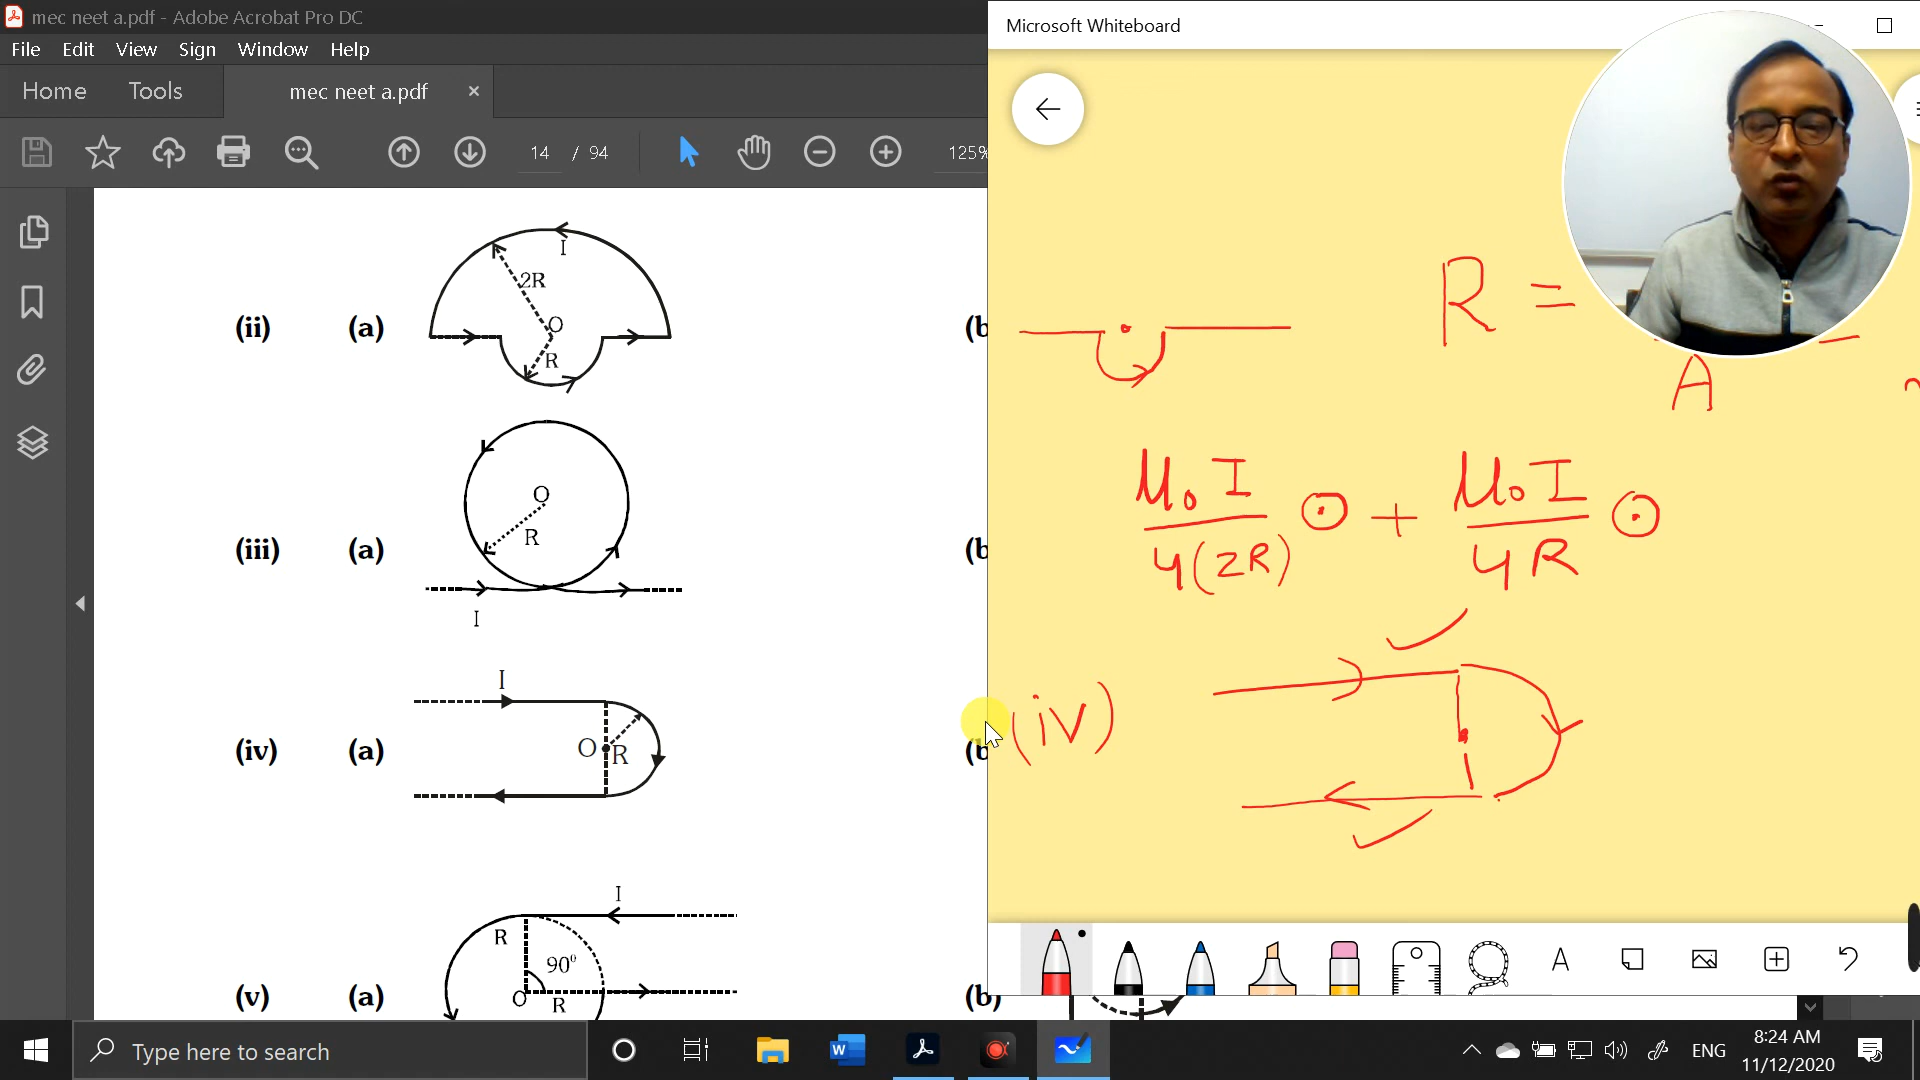 mec neet a.pdf - Adobe Acrobat Pro DC
File Edit View Sign Window Help
Home Tools mec neet a.pdf ×
14 / 94 125%
(ii) (a) I 2R O R (b
(iii) (a) O R I (b
(iv) (a) I O R (b
(v) (a) I R 90⁰ O R (b)
Microsoft Whiteboard
R =
A
μ₀I/4(2R) ⊙ + μ₀I/4R ⊙
(iv)
A
Type here to search
ENG
8:24 AM
11/12/2020